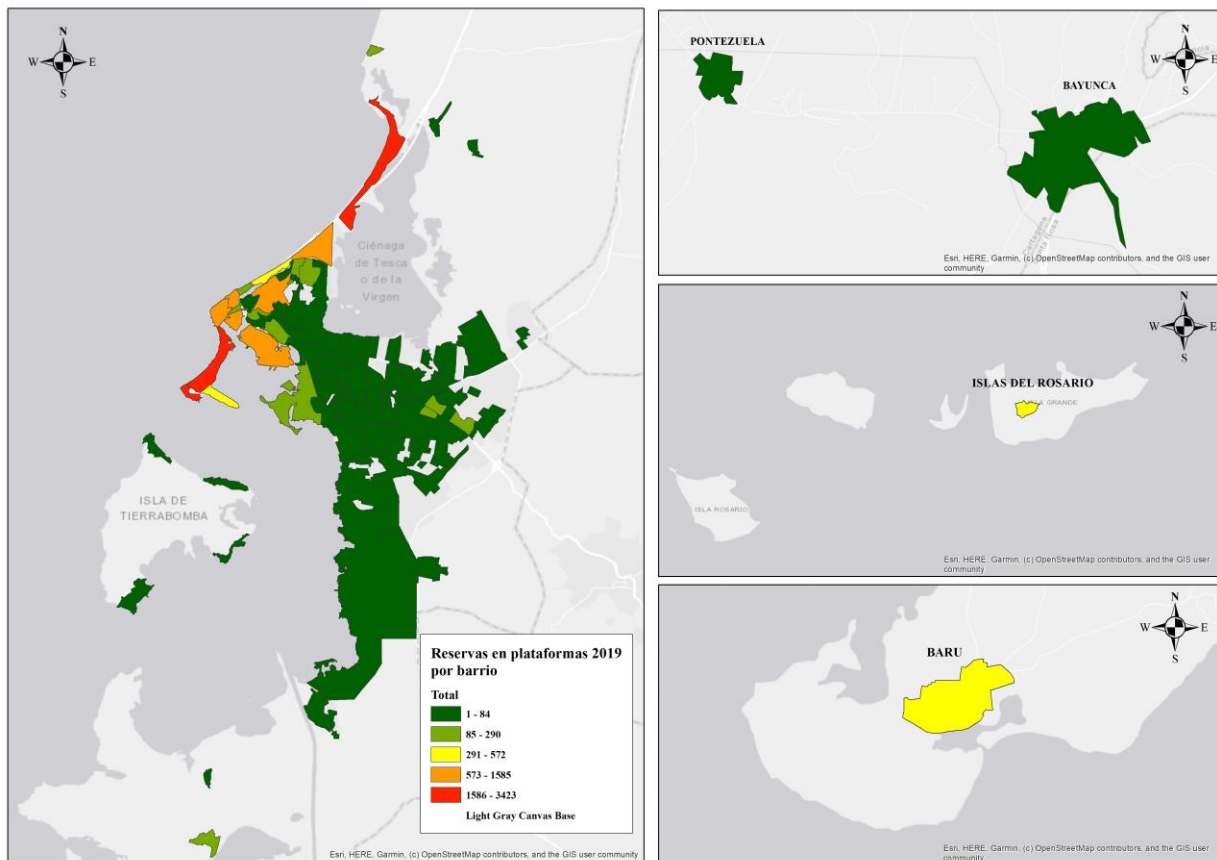 N
W E
S
Ciénaga
de Tesca
o de la
Virgen
ISLA DE
TIERRABOMBA
Reservas en plataformas 2019
por barrio
Total
1 - 84
85 - 290
291 - 572
573 - 1585
1586 - 3423
Light Gray Canvas Base
Esri, HERE, Garmin, (c) OpenStreetMap contributors, and the GIS user community
PONTEZUELA
N
W E
S
BAYUNCA
Cartagena
Esri, HERE, Garmin, (c) OpenStreetMap contributors, and the GIS user
community
N
W E
S
ISLAS DEL ROSARIO
GRANDE
ISLA ROSARIO
Esri, HERE, Garmin, (c) OpenStreetMap contributors, and the GIS user
community
N
W E
S
BARU
Esri, HERE, Garmin, (c) OpenStreetMap contributors, and the GIS user
community